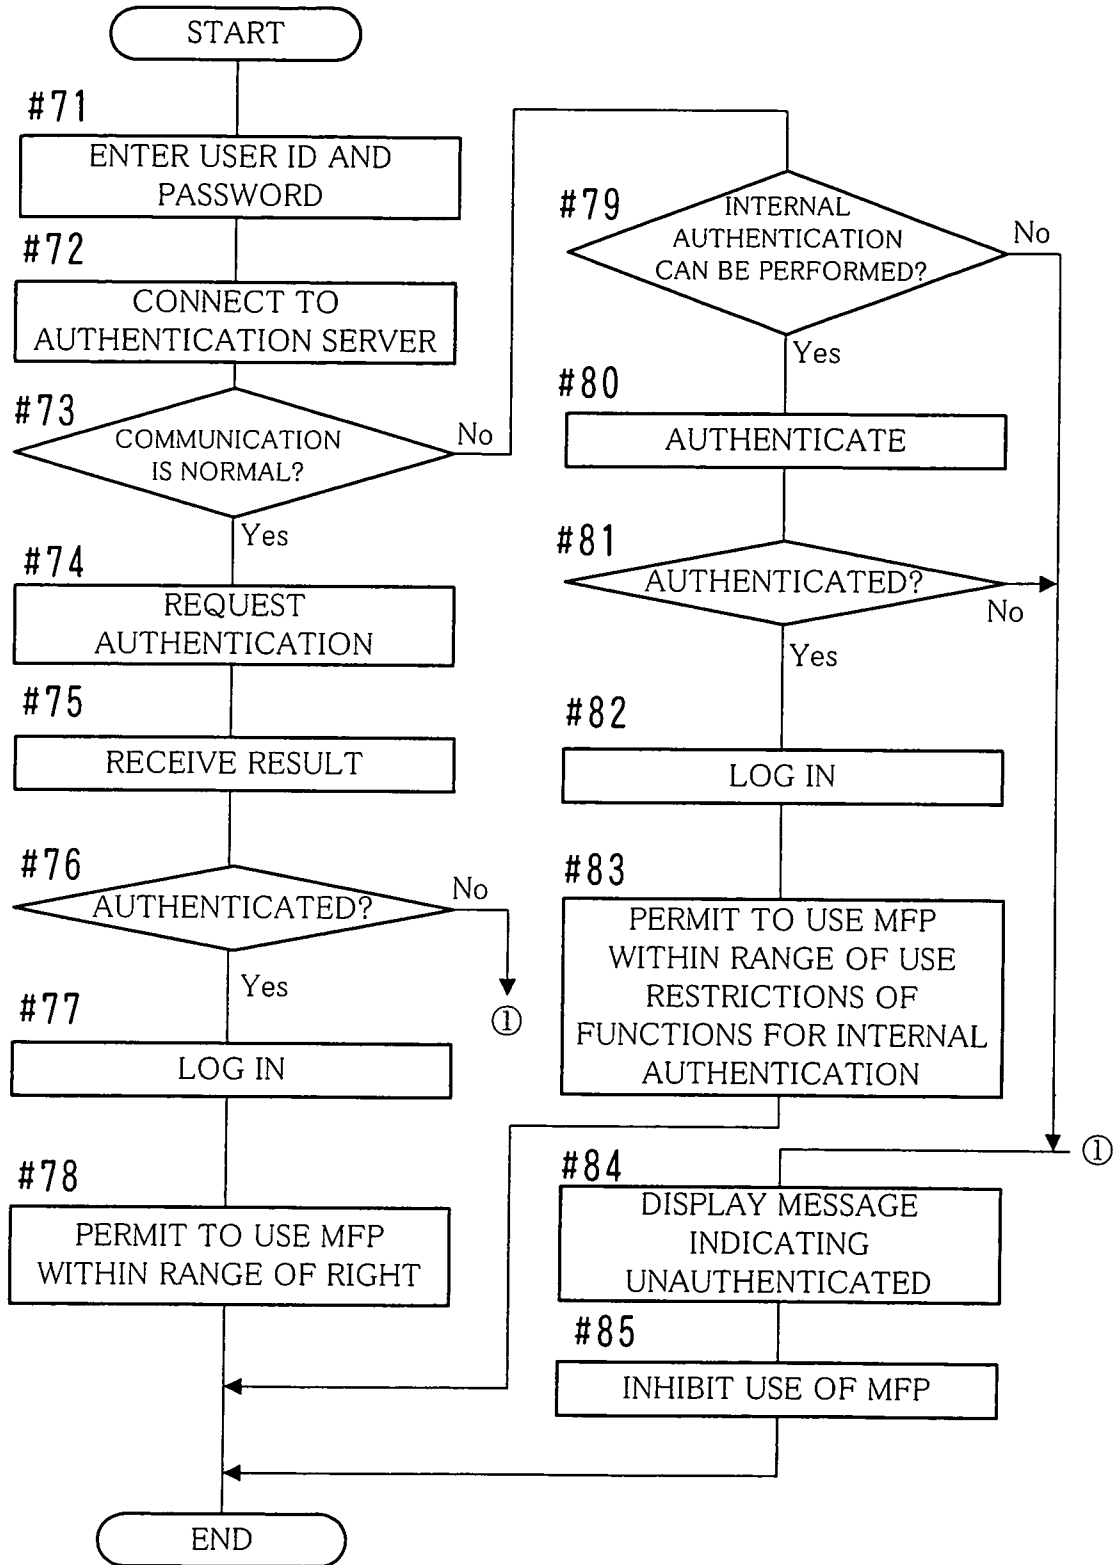 START
#71
ENTER USER ID AND
PASSWORD
#72
CONNECT TO
AUTHENTICATION SERVER
#73
COMMUNICATION
IS NORMAL?
No
Yes
#74
REQUEST
AUTHENTICATION
#75
RECEIVE RESULT
#76
AUTHENTICATED?
No
Yes
①
#77
LOG IN
#78
PERMIT TO USE MFP
WITHIN RANGE OF RIGHT
#79
INTERNAL
AUTHENTICATION
CAN BE PERFORMED?
No
Yes
#80
AUTHENTICATE
#81
AUTHENTICATED?
No
Yes
#82
LOG IN
#83
PERMIT TO USE MFP
WITHIN RANGE OF USE
RESTRICTIONS OF
FUNCTIONS FOR INTERNAL
AUTHENTICATION
①
#84
DISPLAY MESSAGE
INDICATING
UNAUTHENTICATED
#85
INHIBIT USE OF MFP
END